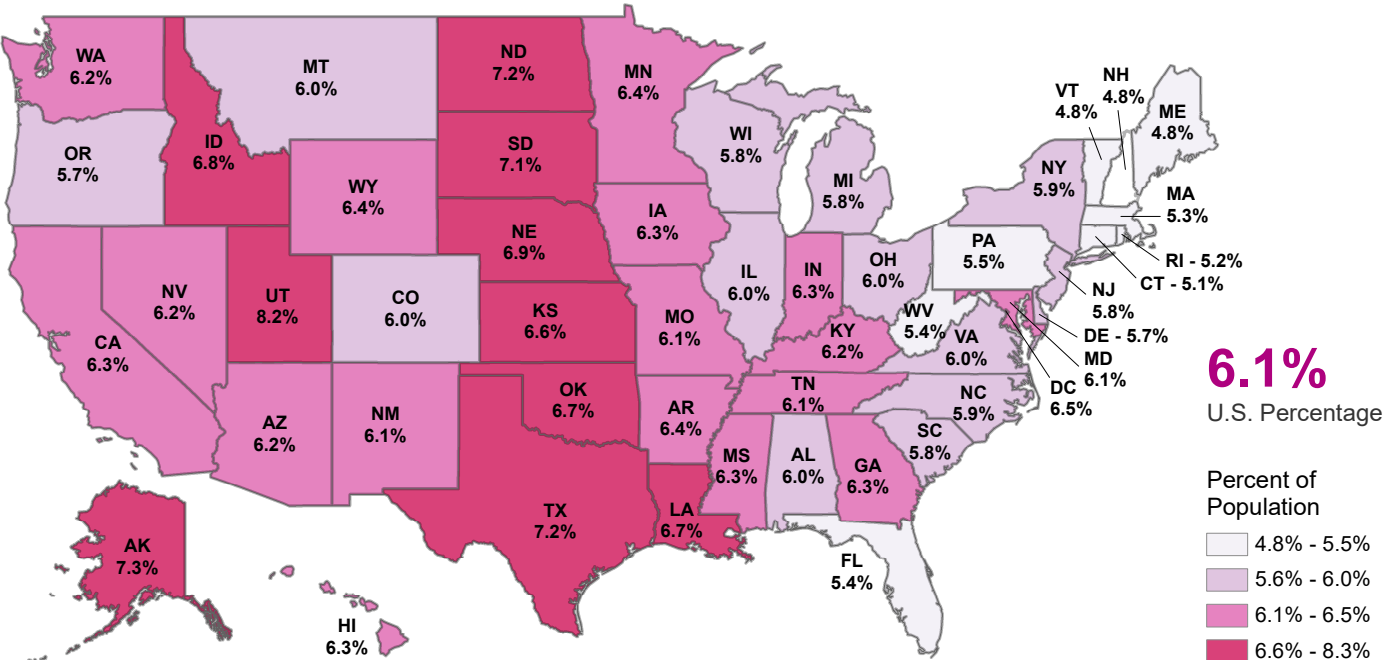 WA
6.2%
MT
6.0%
ND
7.2%
MN
6.4%
VT
4.8%
NH
4.8%
ME
4.8%
OR
5.7%
ID
6.8%
SD
7.1%
WI
5.8%
MI
5.8%
NY
5.9%
MA
5.3%
WY
6.4%
IA
6.3%
NE
6.9%
PA
5.5%
RI - 5.2%
CT - 5.1%
NV
6.2%
UT
8.2%
CO
6.0%
IL
6.0%
IN
6.3%
OH
6.0%
NJ
5.8%
CA
6.3%
KS
6.6%
MO
6.1%
KY
6.2%
WV
5.4%
VA
6.0%
DE - 5.7%
MD
6.1%
DC
6.5%
AZ
6.2%
NM
6.1%
OK
6.7%
AR
6.4%
TN
6.1%
NC
5.9%
SC
5.8%
MS
6.3%
AL
6.0%
GA
6.3%
TX
7.2%
LA
6.7%
FL
5.4%
AK
7.3%
HI
6.3%
6.1%
U.S. Percentage
Percent of
Population
4.8% - 5.5%
5.6% - 6.0%
6.1% - 6.5%
6.6% - 8.3%